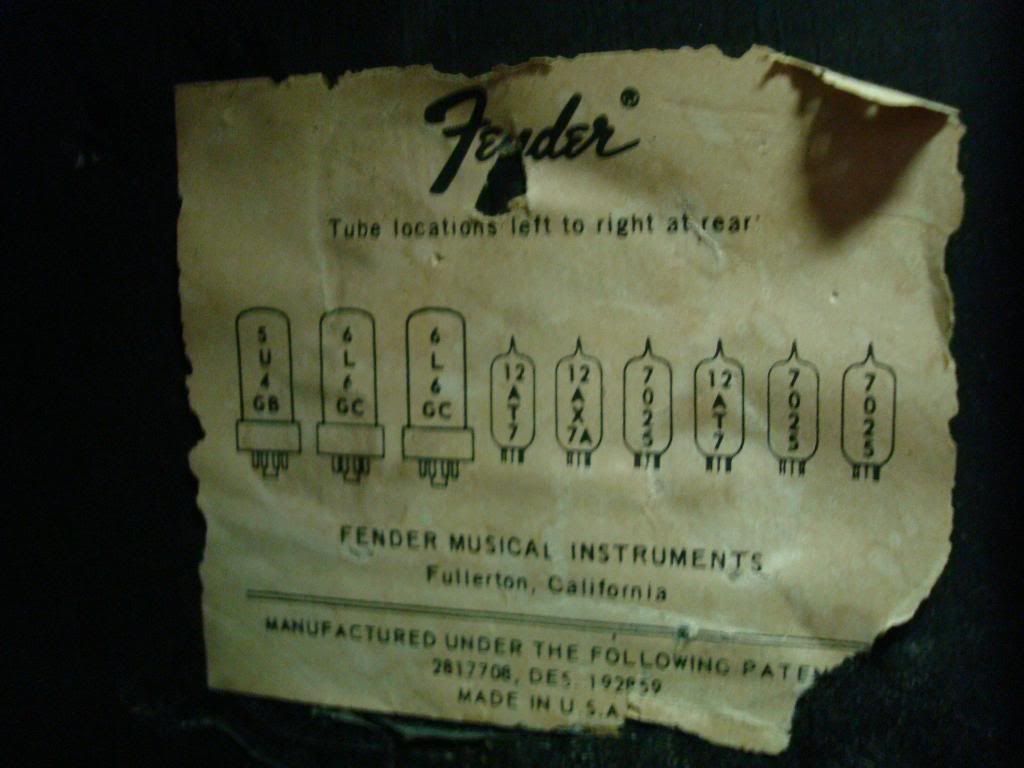 Fender®
Tube locations left to right at rear
5U4GB 6L6GC 6L6GC 12AT7 12AX7A 7025 12AT7 7025 7025
FENDER MUSICAL INSTRUMENTS
Fullerton, California
MANUFACTURED UNDER THE FOLLOWING PATEN
2817708, DES. 192859
MADE IN U.S.A.